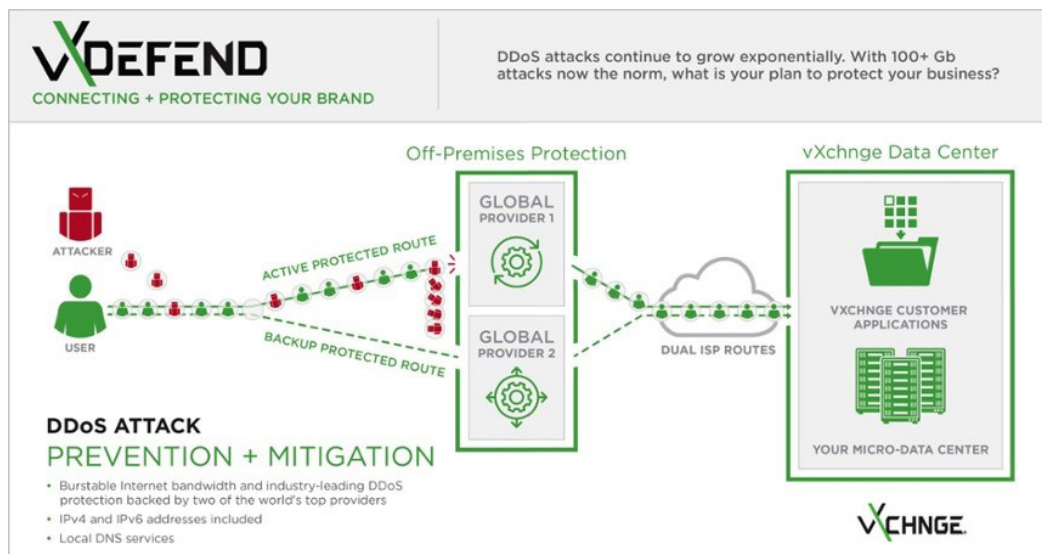 vXDEFEND
CONNECTING + PROTECTING YOUR BRAND
DDoS attacks continue to grow exponentially. With 100+ Gb
attacks now the norm, what is your plan to protect your business?
Off-Premises Protection
vXchnge Data Center
ATTACKER
USER
ACTIVE PROTECTED ROUTE
BACKUP PROTECTED ROUTE
GLOBAL
PROVIDER 1
GLOBAL
PROVIDER 2
DUAL ISP ROUTES
VXCHNGE CUSTOMER
APPLICATIONS
YOUR MICRO-DATA CENTER
DDoS ATTACK
PREVENTION + MITIGATION
• Burstable Internet bandwidth and industry-leading DDoS
protection backed by two of the world's top providers
• IPv4 and IPv6 addresses included
• Local DNS services
vXCHNGE.